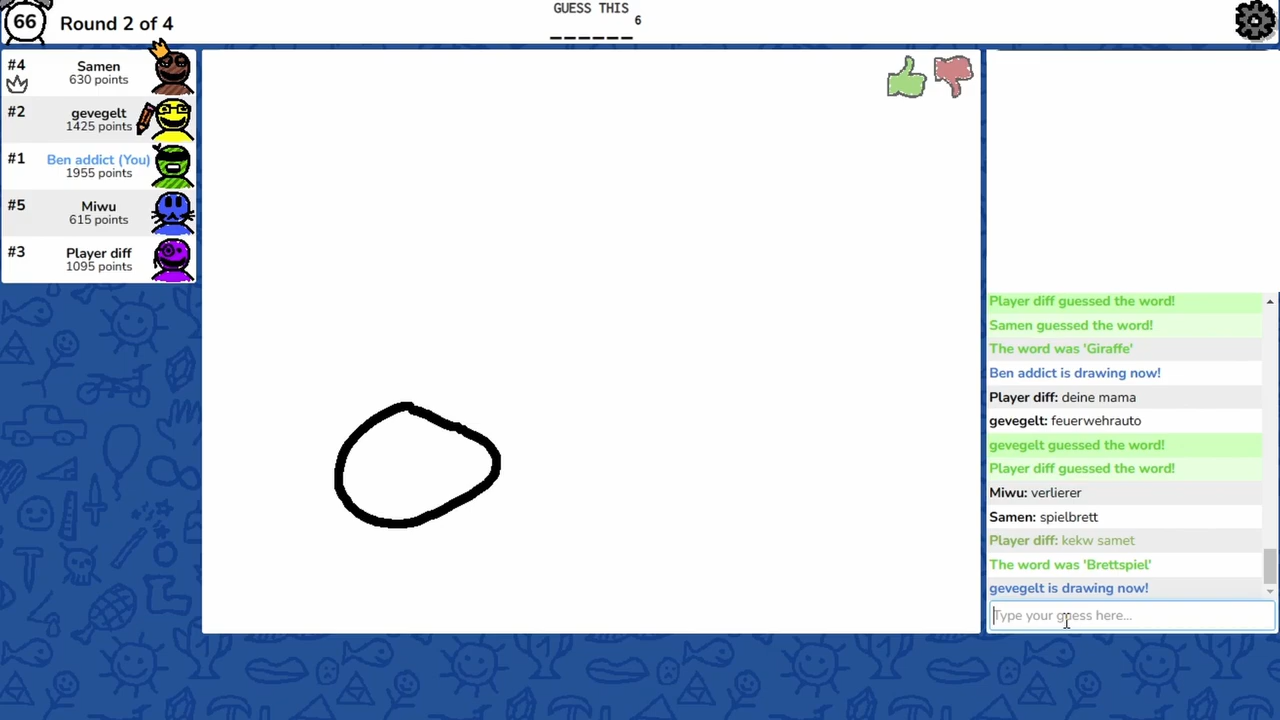 66
Round 2 of 4
GUESS THIS
6
______
#4
Samen
630 points
#2
gevegelt
1425 points
#1
Ben addict (You)
1955 points
#5
Miwu
615 points
#3
Player diff
1095 points
Player diff guessed the word!
Samen guessed the word!
The word was 'Giraffe'
Ben addict is drawing now!
Player diff: deine mama
gevegelt: feuerwehrauto
gevegelt guessed the word!
Player diff guessed the word!
Miwu: verlierer
Samen: spielbrett
Player diff: kekw samet
The word was 'Brettspiel'
gevegelt is drawing now!
Type your guess here...